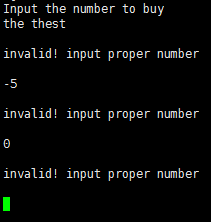 Input the number to buy
the thest
invalid! input proper number
-5
invalid! input proper number
0
invalid! input proper number